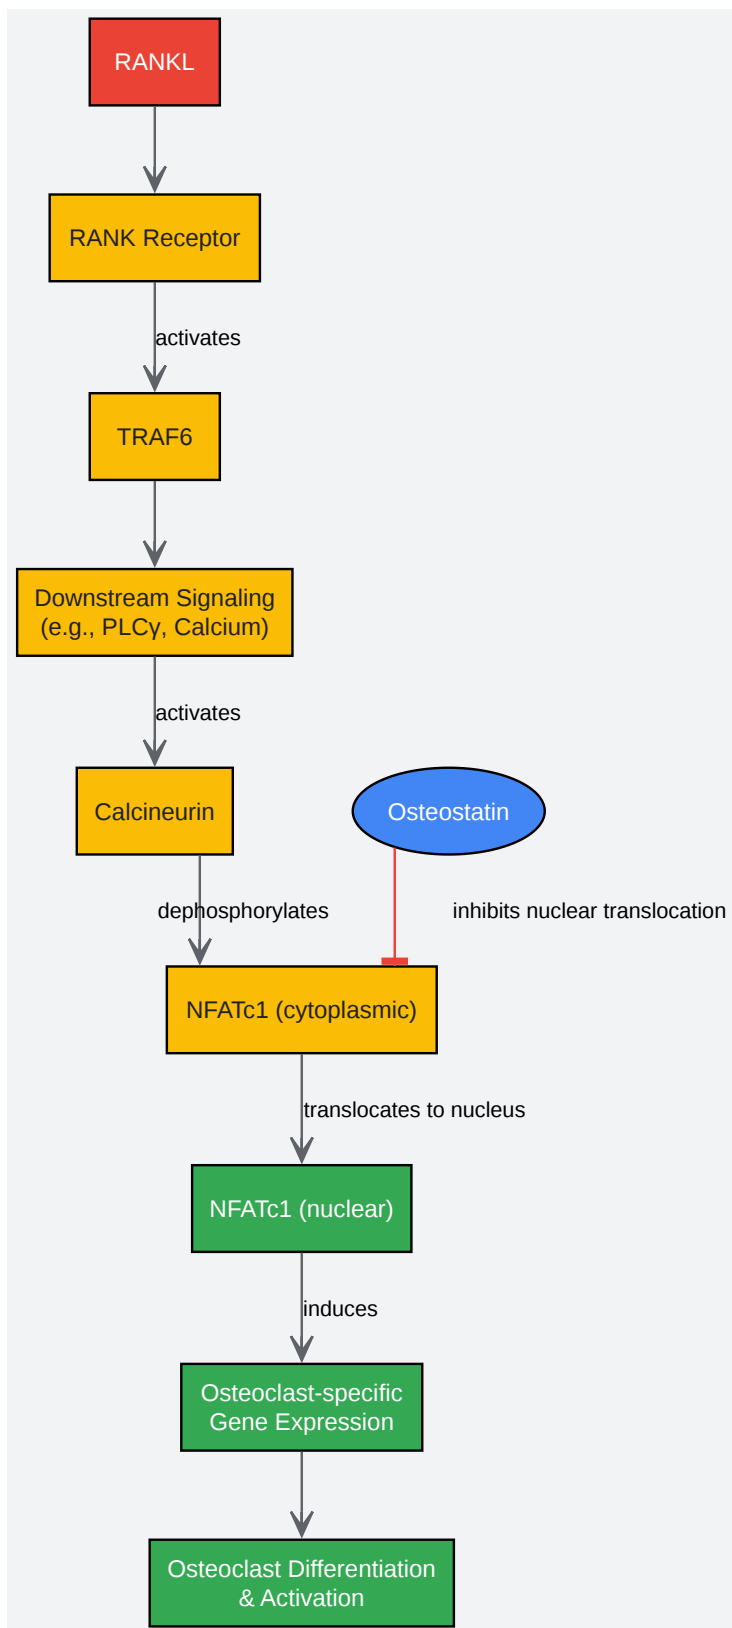 RANKL
RANK Receptor
activates
TRAF6
Downstream Signaling
(e.g., PLCγ, Calcium)
activates
Calcineurin
Osteostatin
dephosphorylates
inhibits nuclear translocation
NFATc1 (cytoplasmic)
translocates to nucleus
NFATc1 (nuclear)
induces
Osteoclast-specific
Gene Expression
Osteoclast Differentiation
& Activation